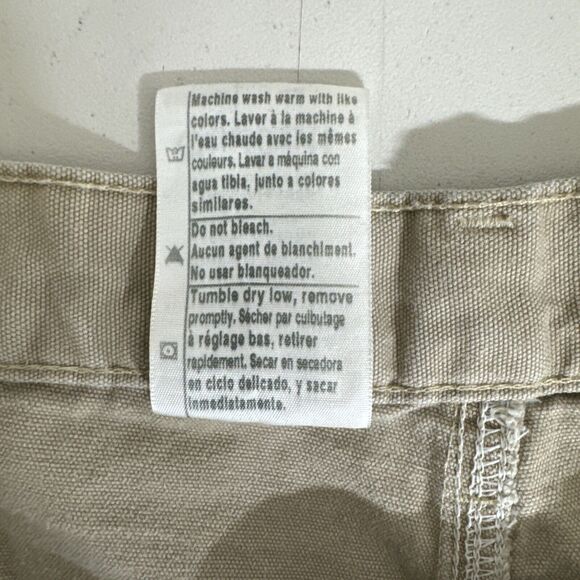 Machine wash warm with like
colors. Laver à la machine à
l'eau chaude avec les mêmes
couleurs. Lavar a máquina con
agua tibia, junto a colores
similares.
Do not bleach.
Aucun agent de blanchiment.
No usar blanqueador.
Tumble dry low, remove
promptly. Sécher par culbutage
à réglage bas, retirer
rapidement. Secar en secadora
en ciclo delicado, y sacar
inmediatamente.